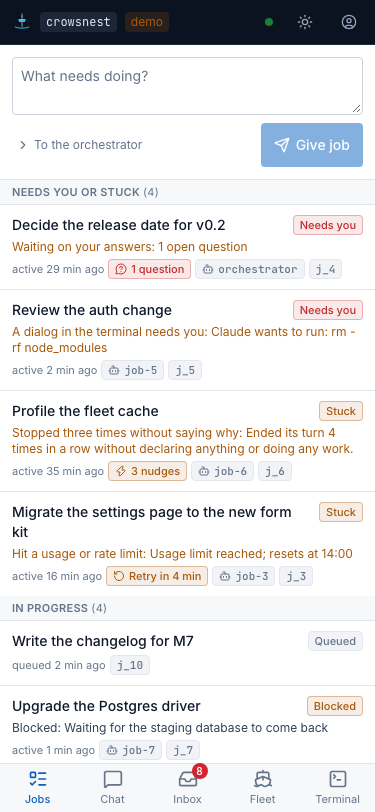 crowsnest demo
What needs doing?
To the orchestrator
Give job
NEEDS YOU OR STUCK (4)
Decide the release date for v0.2
Needs you
Waiting on your answers: 1 open question
active 29 min ago 1 question orchestrator j_4
Review the auth change
Needs you
A dialog in the terminal needs you: Claude wants to run: rm -
rf node_modules
active 2 min ago job-5 j_5
Profile the fleet cache
Stuck
Stopped three times without saying why: Ended its turn 4
times in a row without declaring anything or doing any work.
active 35 min ago 3 nudges job-6 j_6
Migrate the settings page to the new form
kit
Stuck
Hit a usage or rate limit: Usage limit reached; resets at 14:00
active 16 min ago Retry in 4 min job-3 j_3
IN PROGRESS (4)
Write the changelog for M7
Queued
queued 2 min ago j_10
Upgrade the Postgres driver
Blocked
Blocked: Waiting for the staging database to come back
active 1 min ago job-7 j_7
8
Jobs Chat Inbox Fleet Terminal